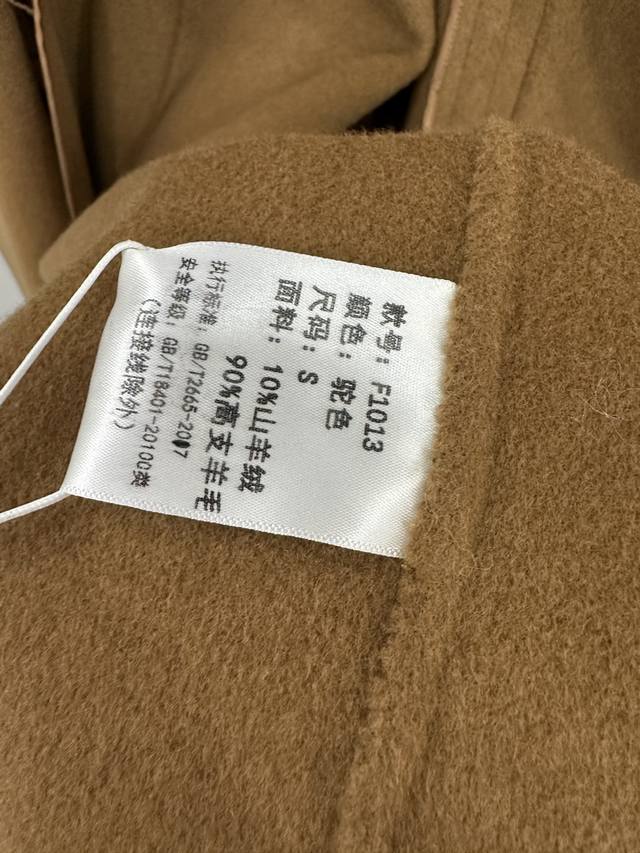 款号：F1013
颜色：驼色
尺码：S
面料：10%山羊绒
90%高支羊毛
执行标准：GB/T2665-2017
安全等级：GB/T18401-2010C类
（连接线除外）